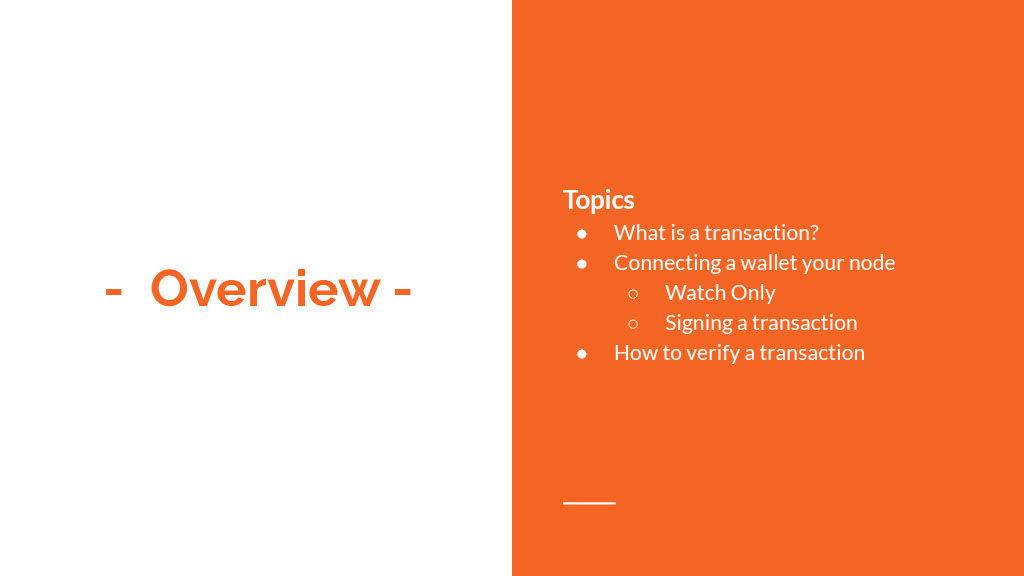 - Overview -
Topics
● What is a transaction?
● Connecting a wallet your node
○ Watch Only
○ Signing a transaction
● How to verify a transaction